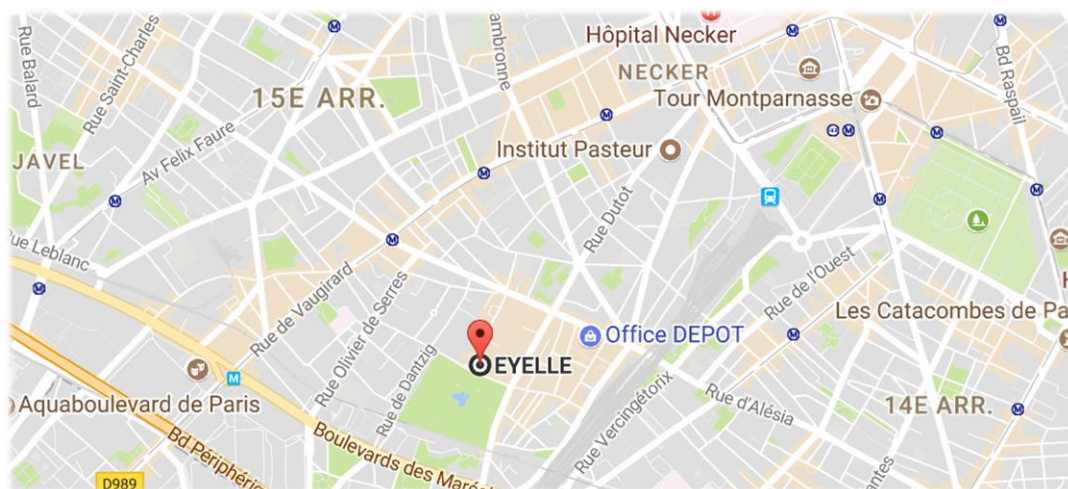 Rue Balard
Rue Saint-Charles
ambronne
Hôpital Necker
Bd Raspail
NECKER
15E ARR.
Tour Montparnasse
Av Felix Faure
Institut Pasteur
JAVEL
Rue Dutot
Rue Leblanc
Rue de Vaugirard
Rue Olivier de Serres
Rue de l'Ouest
Les Catacombes de Pa
H
Office DEPOT
EYELLE
Rue de Dantzig
Aquaboulevard de Paris
Rue Vercingétorix
Rue d'Alésia
14E ARR.
Boulevards des Maréc
Bd Périphériq
antes
D989